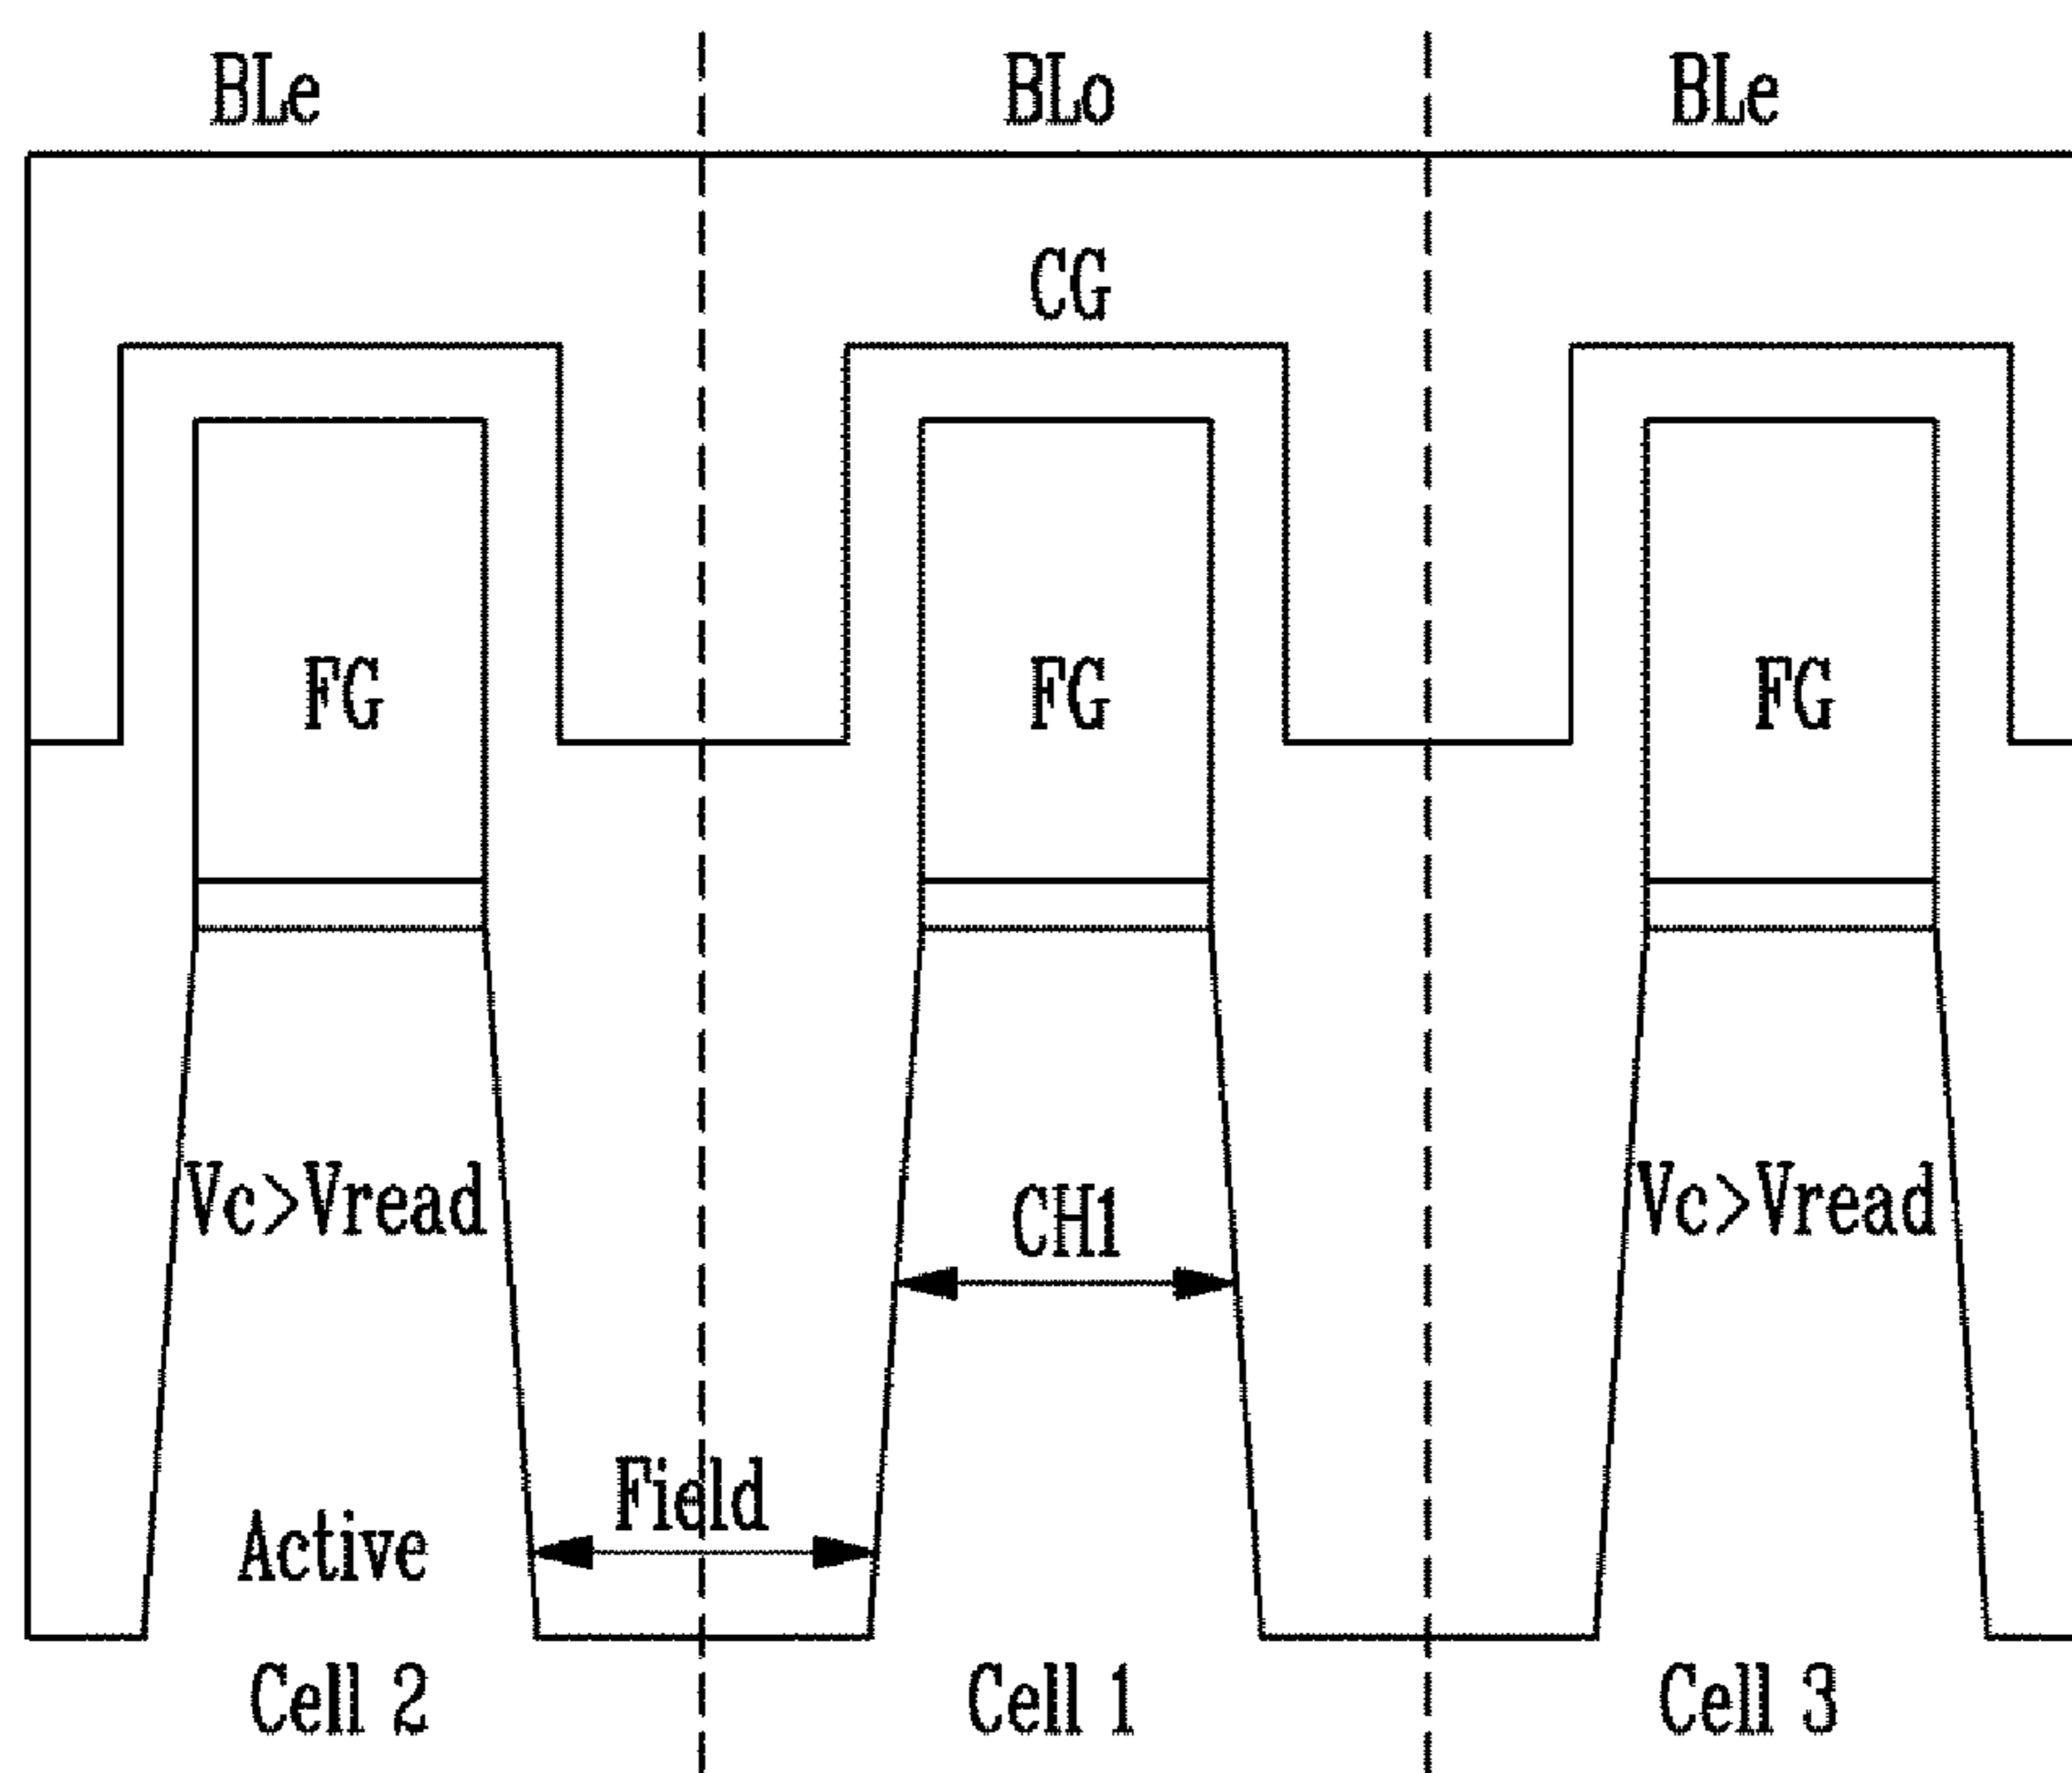 BLe BLo BLe
CG
FG FG FG
Vc>Vread CH1 Vc>Vread
Field
Active
Cell 2 Cell 1 Cell 3